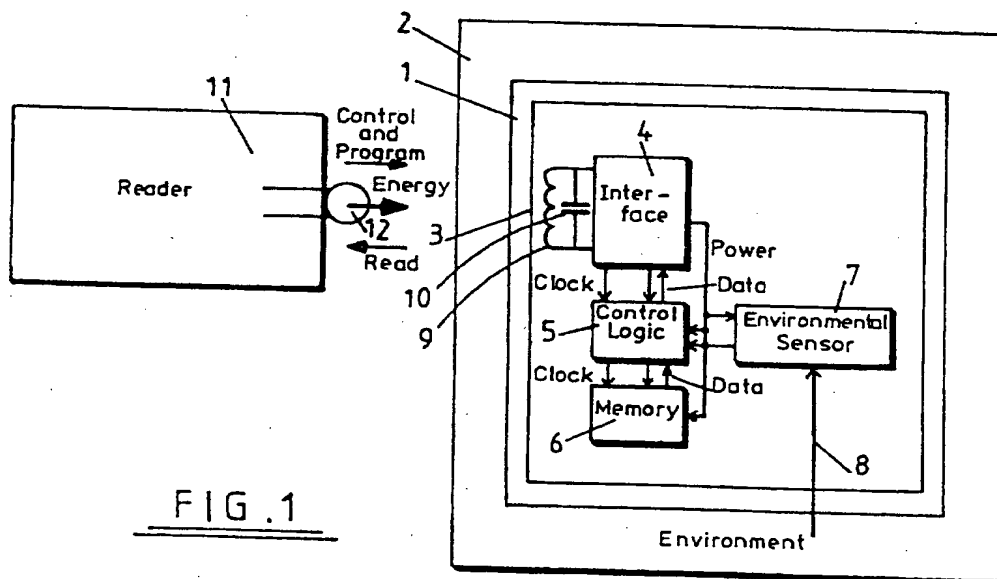 2
1
11
Control
and
Program
Reader
Energy
12
Read
3
10
9
4
Inter-
face
Power
Clock
Data
7
5
Control
Logic
Environmental
Sensor
Clock
Data
Memory
6
8
Environment
FIG.1